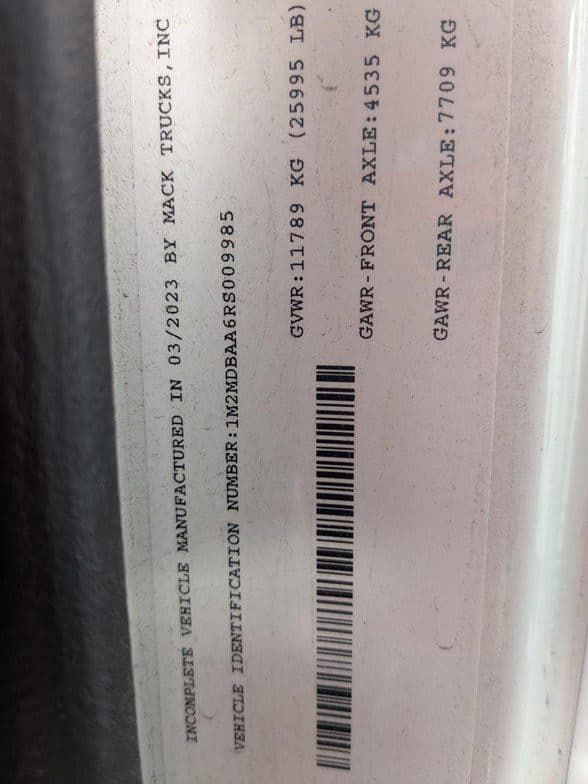 INCOMPLETE VEHICLE MANUFACTURED IN 03/2023 BY MACK TRUCKS,INC
VEHICLE IDENTIFICATION NUMBER:1M2MDBAA6RS009985
GVWR:11789 KG (25995 LB)
GAWR-FRONT AXLE:4535 KG
GAWR-REAR AXLE:7709 KG